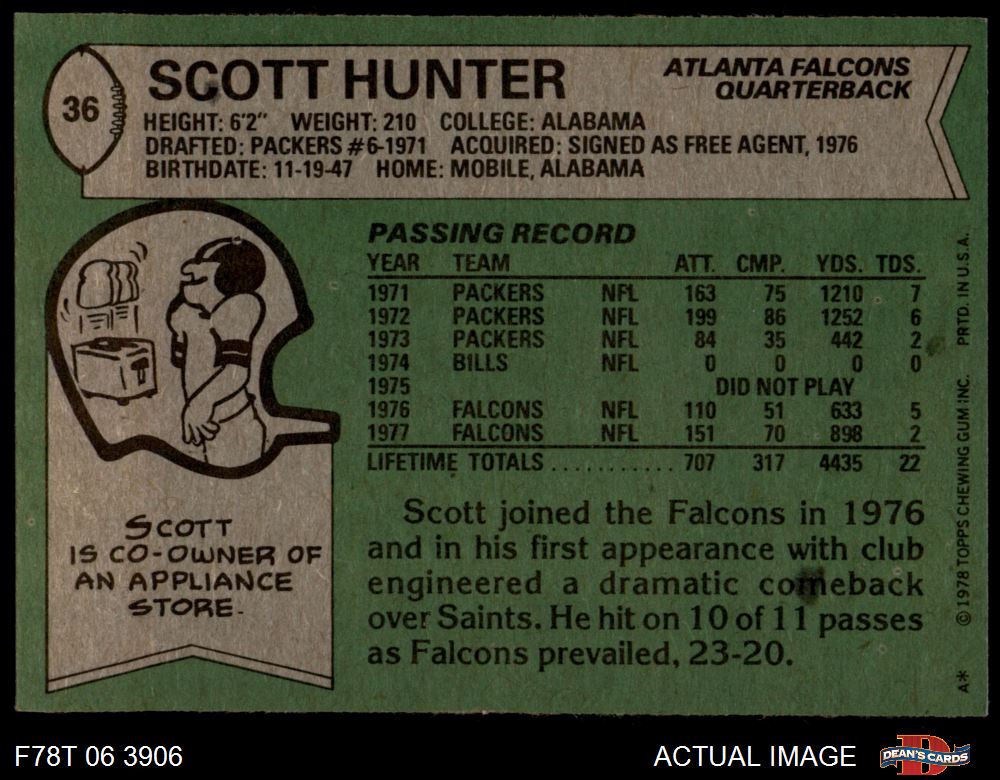 36
SCOTT HUNTER
ATLANTA FALCONS
QUARTERBACK
HEIGHT: 6'2" WEIGHT: 210 COLLEGE: ALABAMA
DRAFTED: PACKERS #6-1971 ACQUIRED: SIGNED AS FREE AGENT, 1976
BIRTHDATE: 11-19-47 HOME: MOBILE, ALABAMA
PASSING RECORD
YEAR TEAM ATT. CMP. YDS. TDS.
1971 PACKERS NFL 163 75 1210 7
1972 PACKERS NFL 199 86 1252 6
1973 PACKERS NFL 84 35 442 2
1974 BILLS NFL 0 0 0 0
1975 DID NOT PLAY
1976 FALCONS NFL 110 51 633 5
1977 FALCONS NFL 151 70 898 2
LIFETIME TOTALS ........... 707 317 4435 22
SCOTT
IS CO-OWNER OF
AN APPLIANCE
STORE.
Scott joined the Falcons in 1976
and in his first appearance with club
engineered a dramatic comeback
over Saints. He hit on 10 of 11 passes
as Falcons prevailed, 23-20.
A* © 1978 TOPPS CHEWING GUM INC. PRTD. IN U.S.A.
F78T 06 3906
ACTUAL IMAGE
D
DEAN'S CARDS